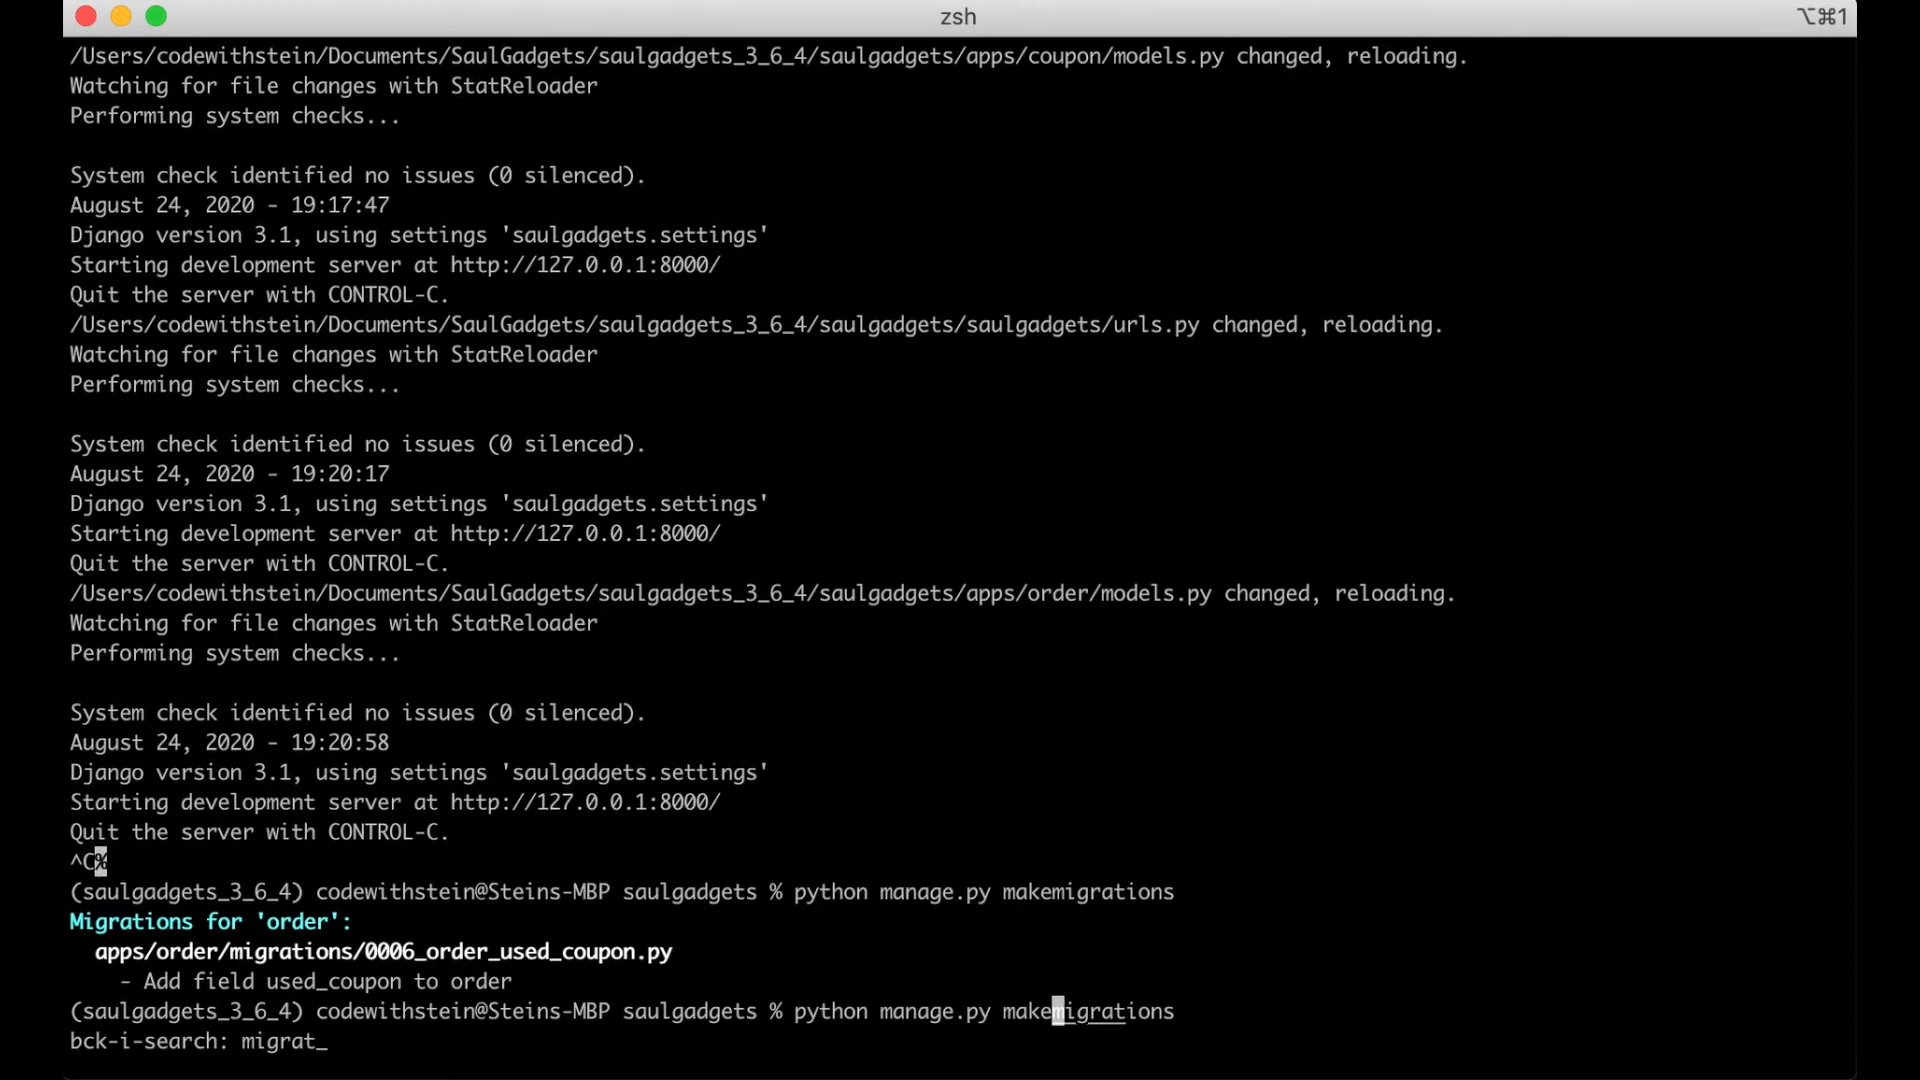 zsh
⌥⌘1
/Users/codewithstein/Documents/SaulGadgets/saulgadgets_3_6_4/saulgadgets/apps/coupon/models.py changed, reloading.
Watching for file changes with StatReloader
Performing system checks...
System check identified no issues (0 silenced).
August 24, 2020 - 19:17:47
Django version 3.1, using settings 'saulgadgets.settings'
Starting development server at http://127.0.0.1:8000/
Quit the server with CONTROL-C.
/Users/codewithstein/Documents/SaulGadgets/saulgadgets_3_6_4/saulgadgets/saulgadgets/urls.py changed, reloading.
Watching for file changes with StatReloader
Performing system checks...
System check identified no issues (0 silenced).
August 24, 2020 - 19:20:17
Django version 3.1, using settings 'saulgadgets.settings'
Starting development server at http://127.0.0.1:8000/
Quit the server with CONTROL-C.
/Users/codewithstein/Documents/SaulGadgets/saulgadgets_3_6_4/saulgadgets/apps/order/models.py changed, reloading.
Watching for file changes with StatReloader
Performing system checks...
System check identified no issues (0 silenced).
August 24, 2020 - 19:20:58
Django version 3.1, using settings 'saulgadgets.settings'
Starting development server at http://127.0.0.1:8000/
Quit the server with CONTROL-C.
^C%
(saulgadgets_3_6_4) codewithstein@Steins-MBP saulgadgets % python manage.py makemigrations
Migrations for 'order':
apps/order/migrations/0006_order_used_coupon.py
- Add field used_coupon to order
(saulgadgets_3_6_4) codewithstein@Steins-MBP saulgadgets % python manage.py makemigrations
bck-i-search: migrat_